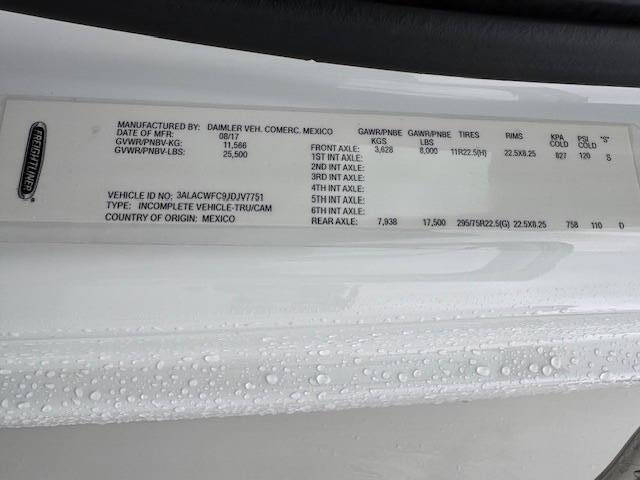 FREIGHTLINER
MANUFACTURED BY: DAIMLER VEH. COMERC. MEXICO
DATE OF MFR: 08/17
GVWR/PNBV-KG: 11,566
GVWR/PNBV-LBS: 25,500
VEHICLE ID NO: 3ALACWFC9JDJV7751
TYPE: INCOMPLETE VEHICLE-TRU/CAM
COUNTRY OF ORIGIN: MEXICO
GAWR/PNBE KGS GAWR/PNBE LBS TIRES RIMS KPA COLD PSI COLD "S"
FRONT AXLE: 3,628 8,000 11R22.5(H) 22.5X8.25 827 120 S
1ST INT AXLE:
2ND INT AXLE:
3RD INT AXLE:
4TH INT AXLE:
5TH INT AXLE:
6TH INT AXLE:
REAR AXLE: 7,938 17,500 295/75R22.5(G) 22.5X8.25 758 110 D